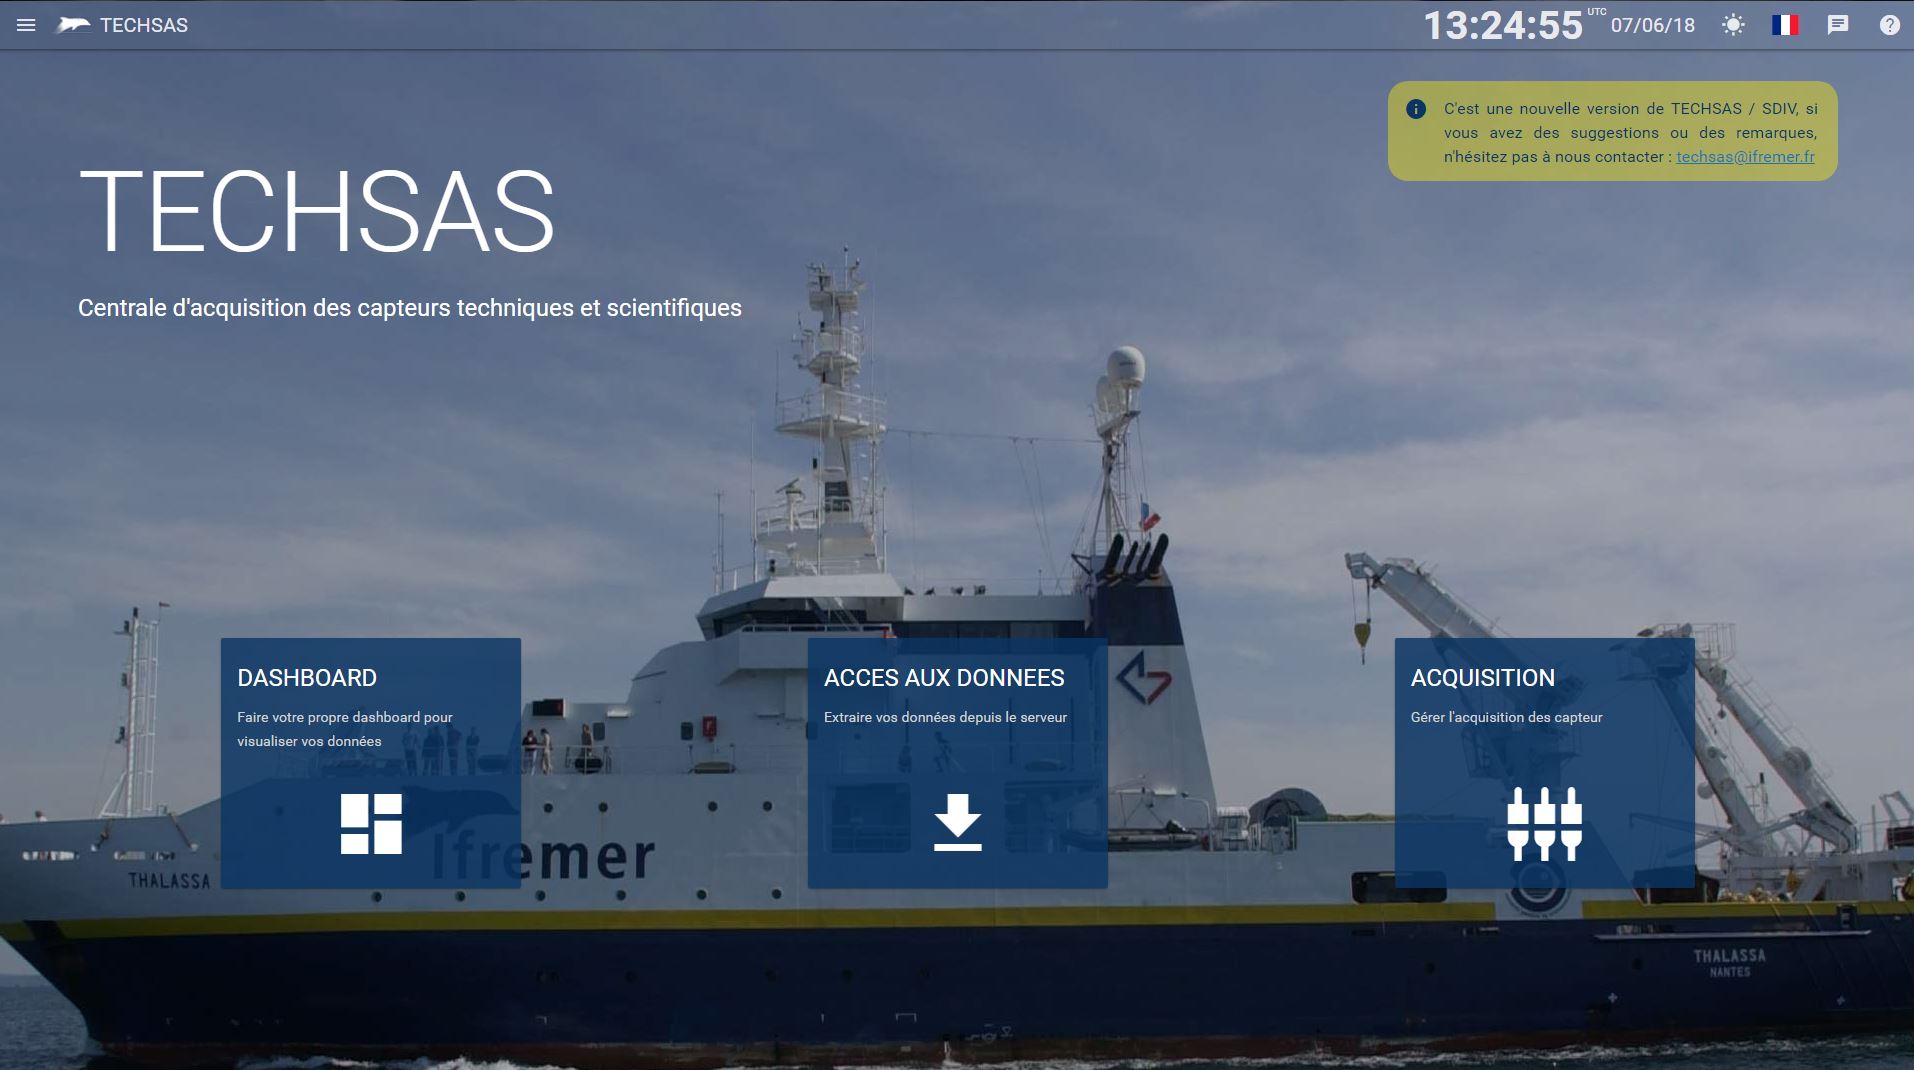 TECHSAS
13:24:55 UTC 07/06/18
C'est une nouvelle version de TECHSAS / SDIV, si
vous avez des suggestions ou des remarques,
n'hésitez pas à nous contacter : techsas@ifremer.fr
TECHSAS
Centrale d'acquisition des capteurs techniques et scientifiques
DASHBOARD
Faire votre propre dashboard pour
visualiser vos données
ACCES AUX DONNEES
Extraire vos données depuis le serveur
ACQUISITION
Gérer l'acquisition des capteur
Ifremer
THALASSA
THALASSA
NANTES